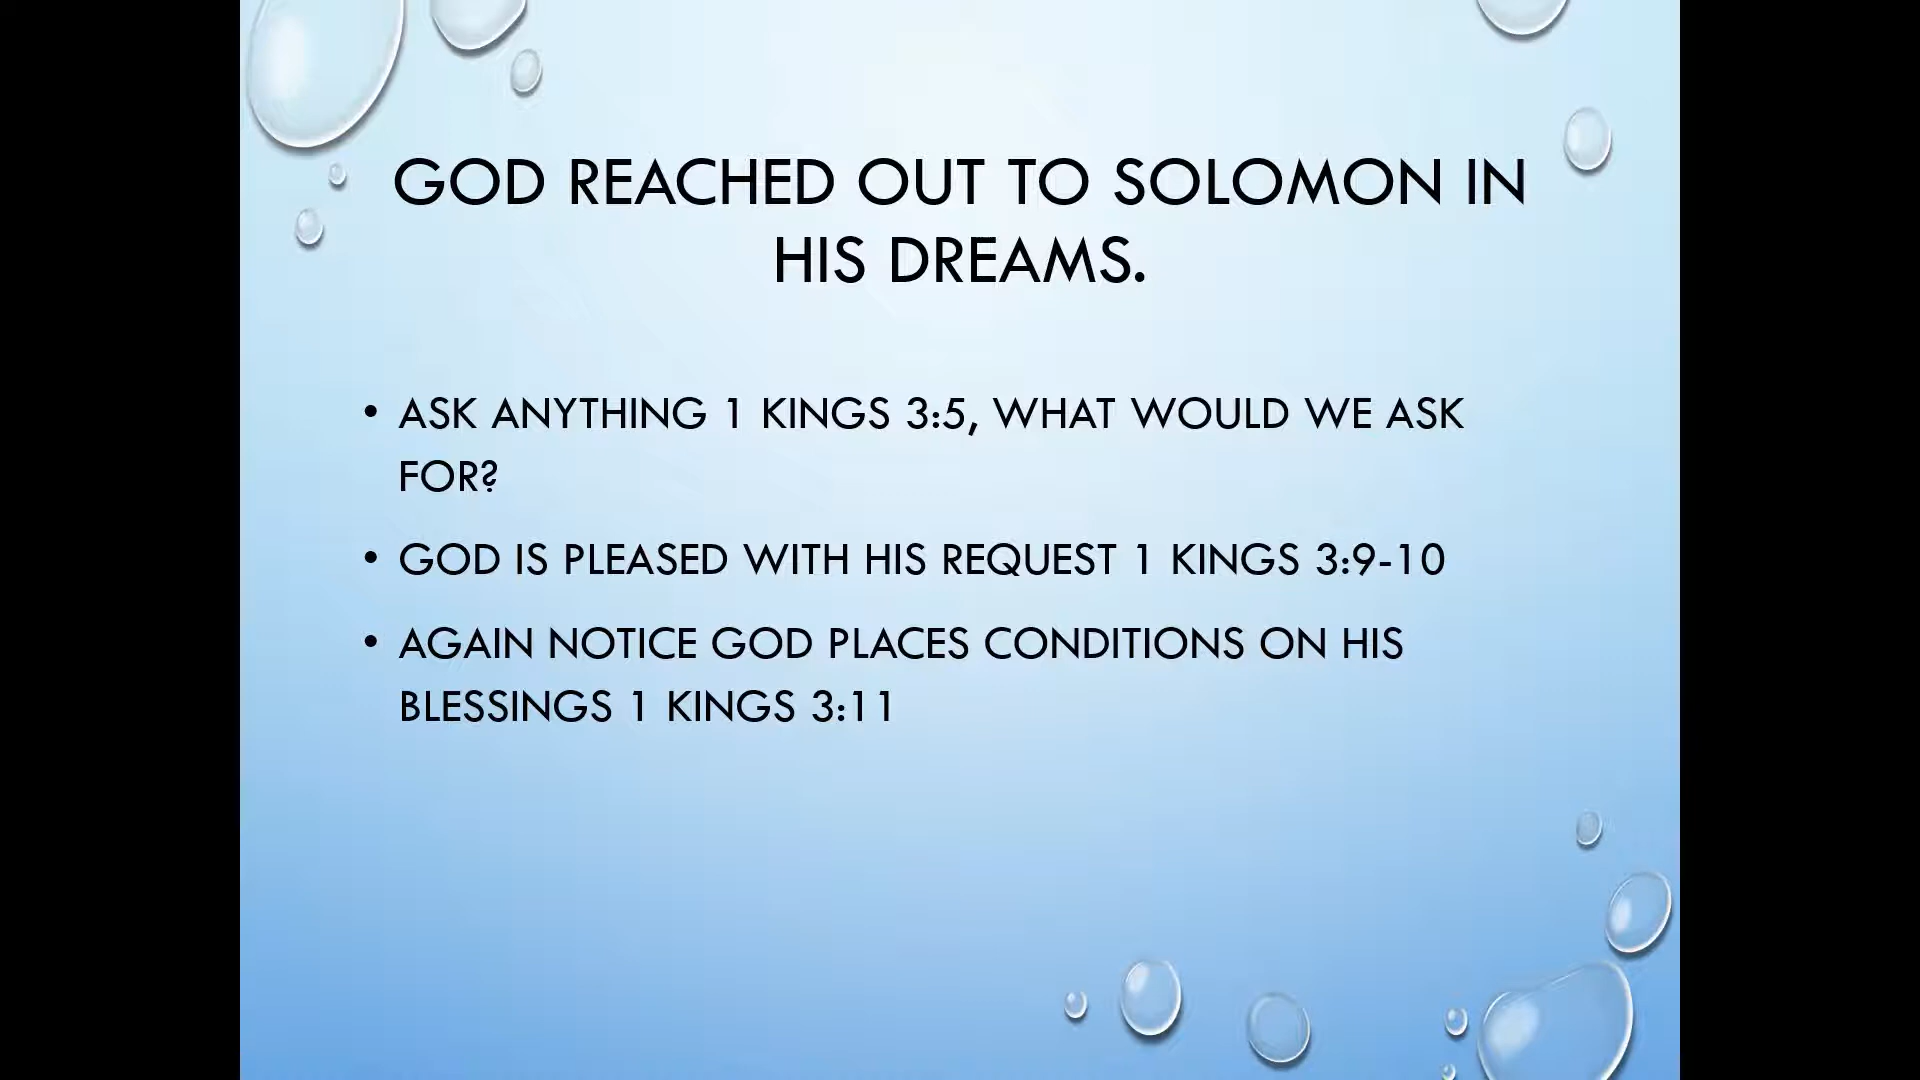 GOD REACHED OUT TO SOLOMON IN
HIS DREAMS.
• ASK ANYTHING 1 KINGS 3:5, WHAT WOULD WE ASK
FOR?
• GOD IS PLEASED WITH HIS REQUEST 1 KINGS 3:9-10
• AGAIN NOTICE GOD PLACES CONDITIONS ON HIS
BLESSINGS 1 KINGS 3:11